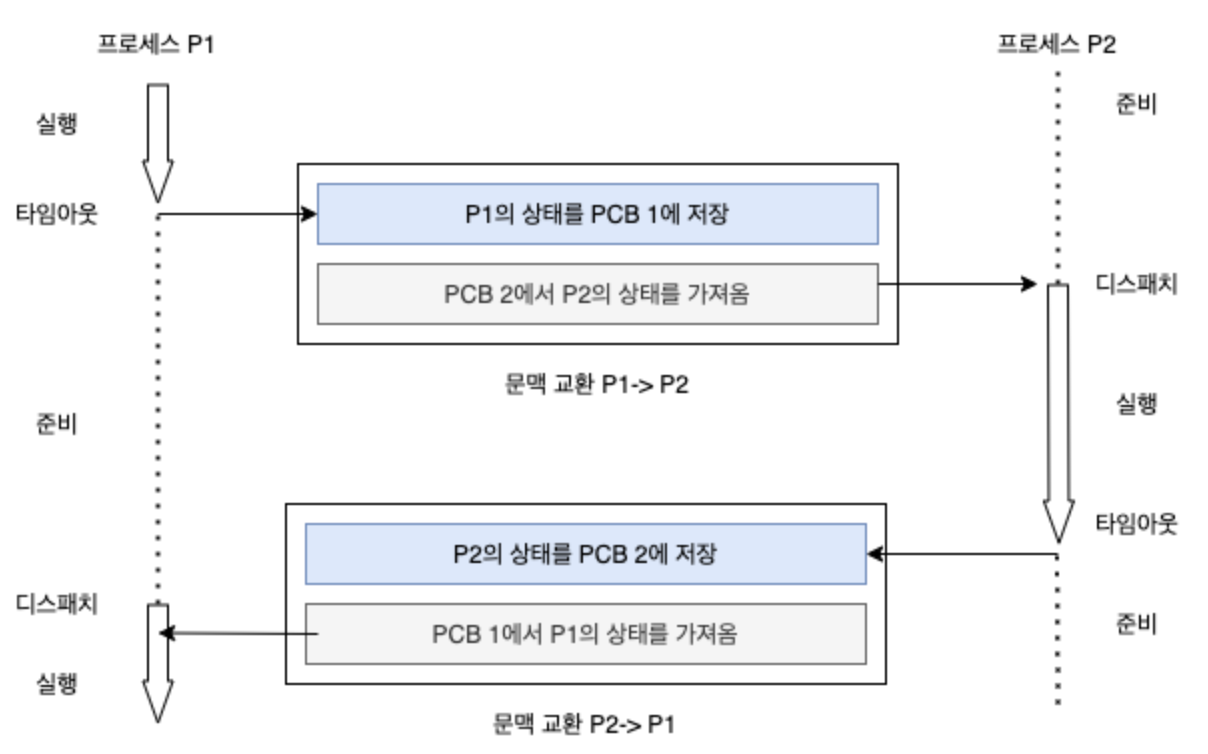 프로세스 P1
프로세스 P2
실행
준비
타임아웃
P1의 상태를 PCB 1에 저장
PCB 2에서 P2의 상태를 가져옴
디스패치
문맥 교환 P1-> P2
준비
실행
타임아웃
P2의 상태를 PCB 2에 저장
디스패치
PCB 1에서 P1의 상태를 가져옴
준비
실행
문맥 교환 P2-> P1